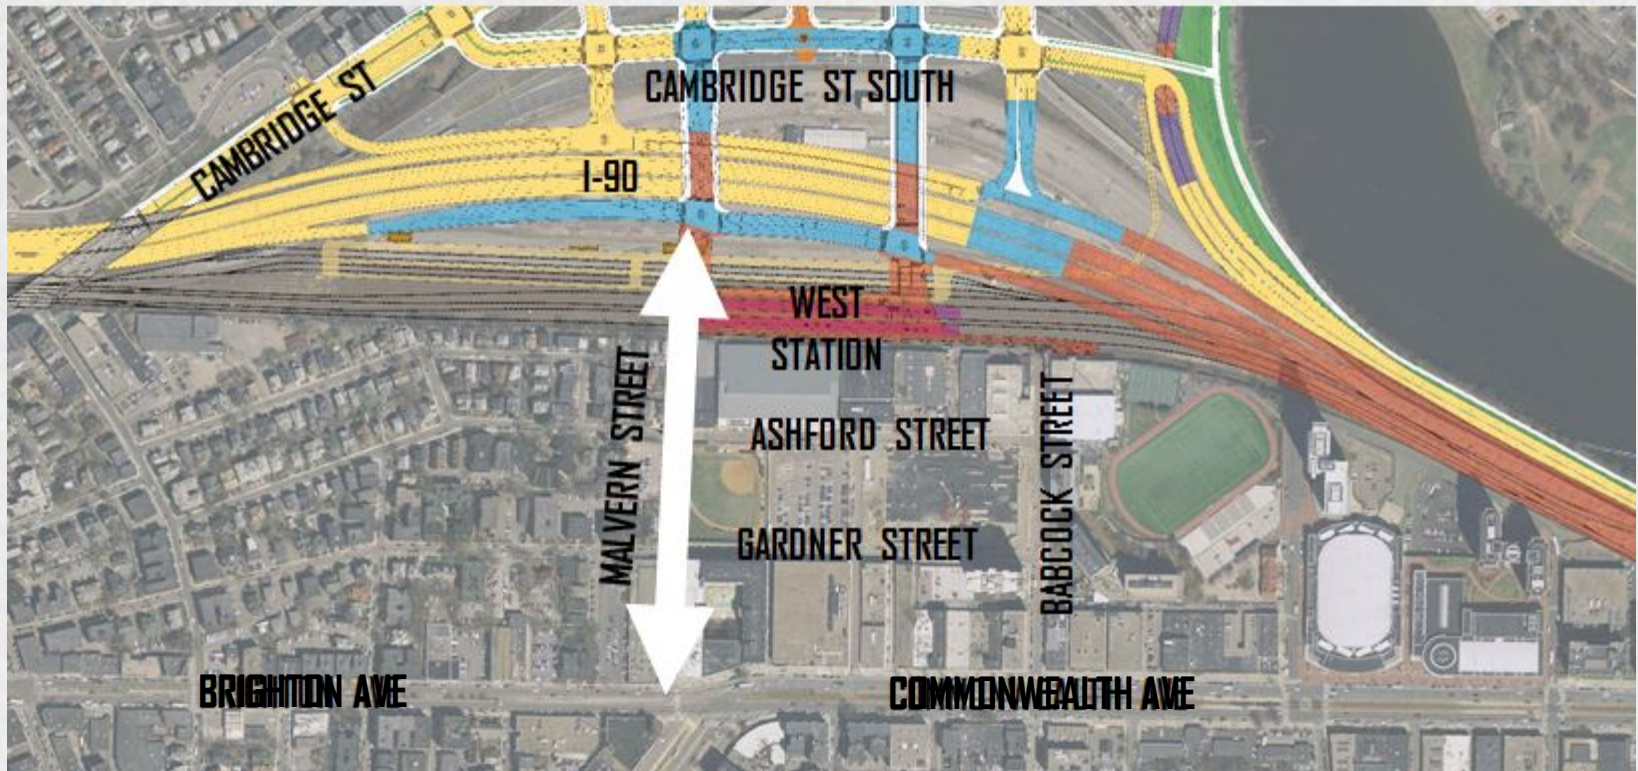 CAMBRIDGE ST SOUTH
CAMBRIDGE ST
I-90
WEST
STATION
MALVERN STREET
ASHFORD STREET
BABCOCK STREET
GARDNER STREET
BRIGHTON AVE
COMMONWEALTH AVE